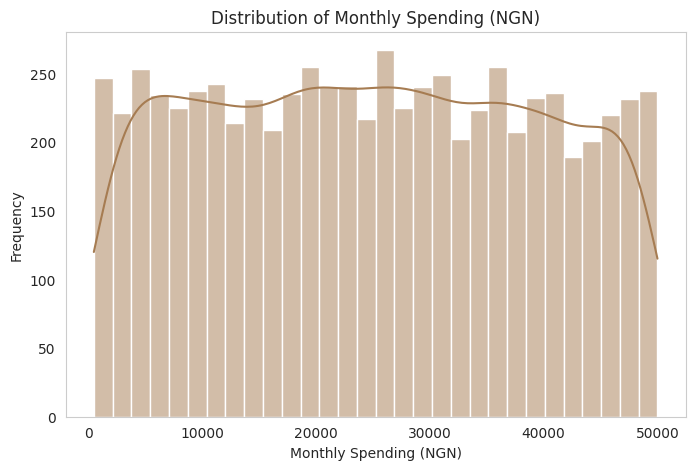 Distribution of Monthly Spending (NGN)
Frequency
250
200
150
100
50
0
0 10000 20000 30000 40000 50000
Monthly Spending (NGN)